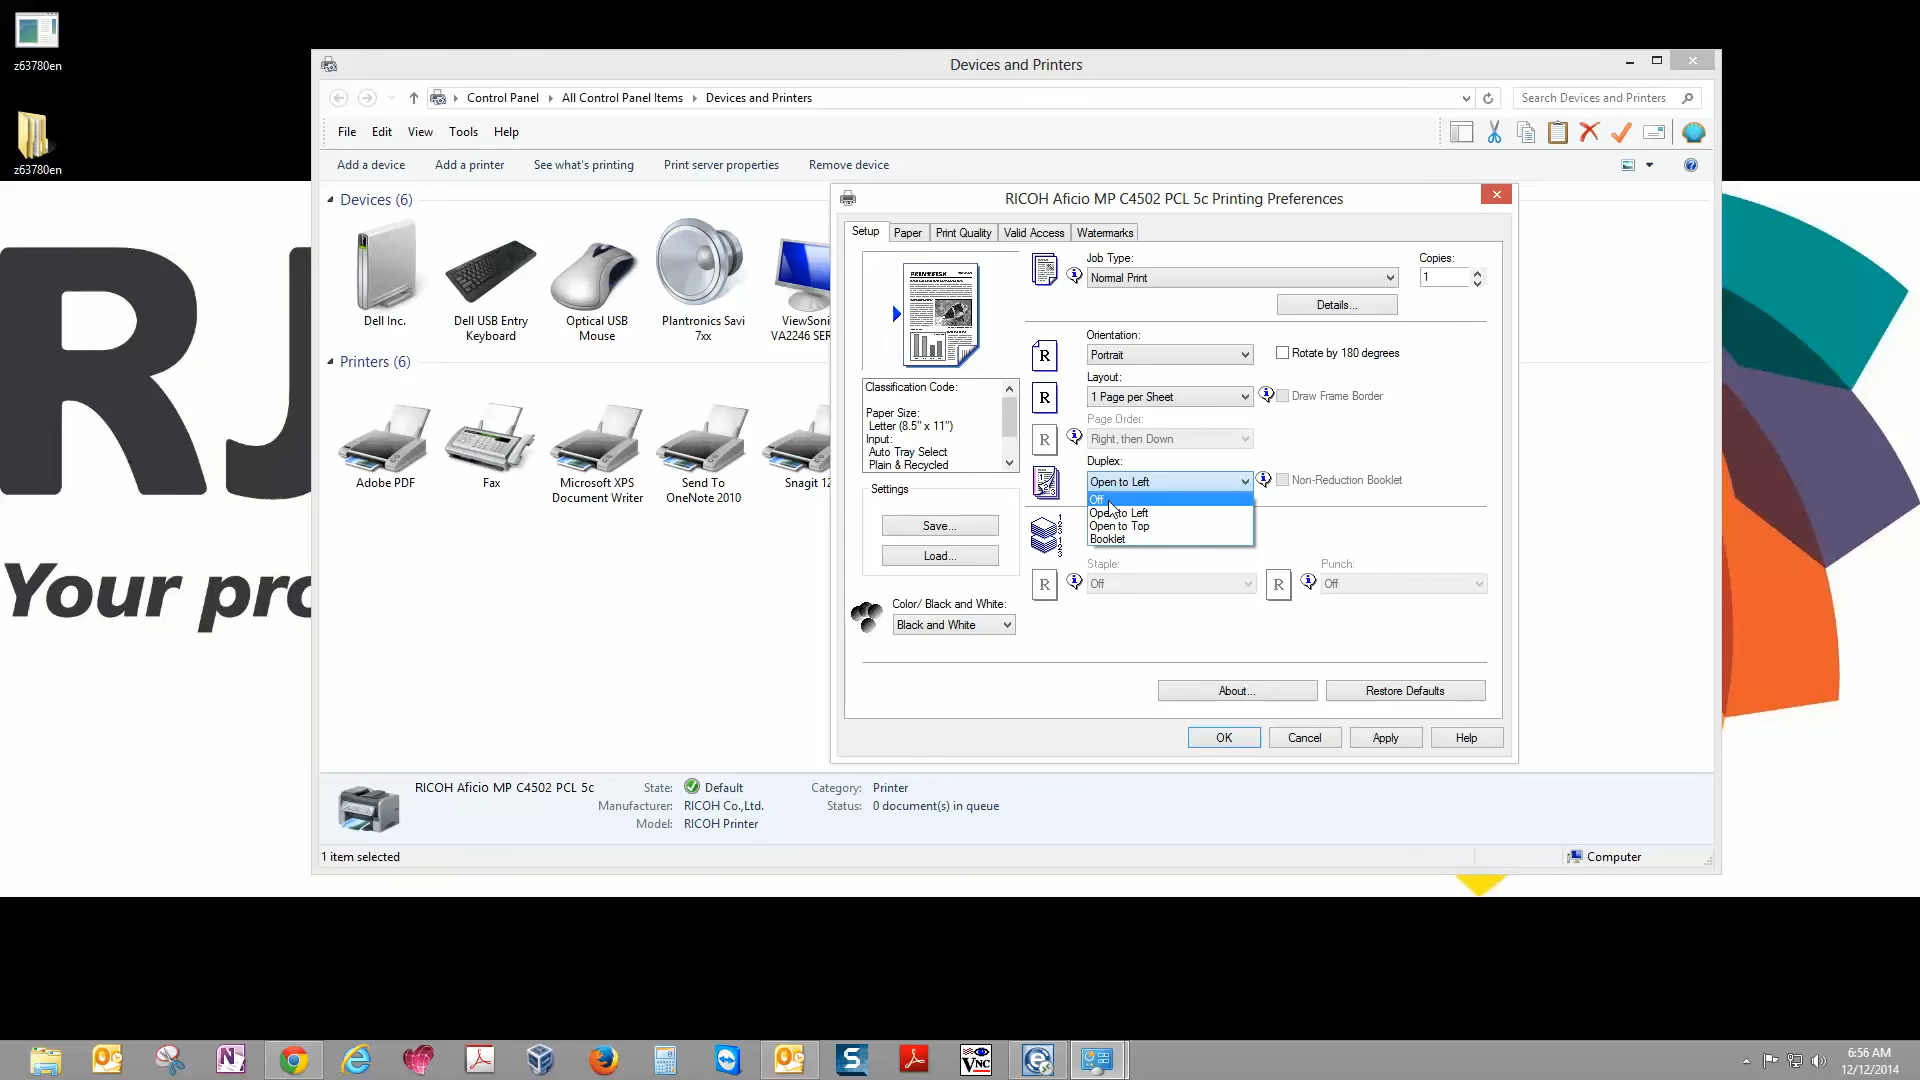 z63780en
z63780en
RJ
Your pro
Devices and Printers
Control Panel
All Control Panel Items
Devices and Printers
Search Devices and Printers
File
Edit
View
Tools
Help
Add a device
Add a printer
See what's printing
Print server properties
Remove device
Devices (6)
Dell Inc.
Dell USB Entry
Keyboard
Optical USB
Mouse
Plantronics Savi
7xx
ViewSoni
VA2246 SER
Printers (6)
Adobe PDF
Fax
Microsoft XPS
Document Writer
Send To
OneNote 2010
Snagit 12
RICOH Aficio MP C4502 PCL 5c Printing Preferences
Setup
Paper
Print Quality
Valid Access
Watermarks
Job Type:
Normal Print
Copies:
1
Details...
Orientation:
Portrait
Rotate by 180 degrees
Layout:
1 Page per Sheet
Draw Frame Border
Page Order:
Right, then Down
Duplex:
Open to Left
Non-Reduction Booklet
Off
Open to Left
Open to Top
Booklet
Staple:
Off
Punch:
Off
Classification Code:
Paper Size:
Letter (8.5" x 11")
Input:
Auto Tray Select
Plain & Recycled
Settings
Save...
Load...
Color/ Black and White:
Black and White
About...
Restore Defaults
OK
Cancel
Apply
Help
RICOH Aficio MP C4502 PCL 5c
State:
Default
Manufacturer:
RICOH Co.,Ltd.
Model:
RICOH Printer
Category:
Printer
Status:
0 document(s) in queue
1 item selected
Computer
6:56 AM
12/12/2014